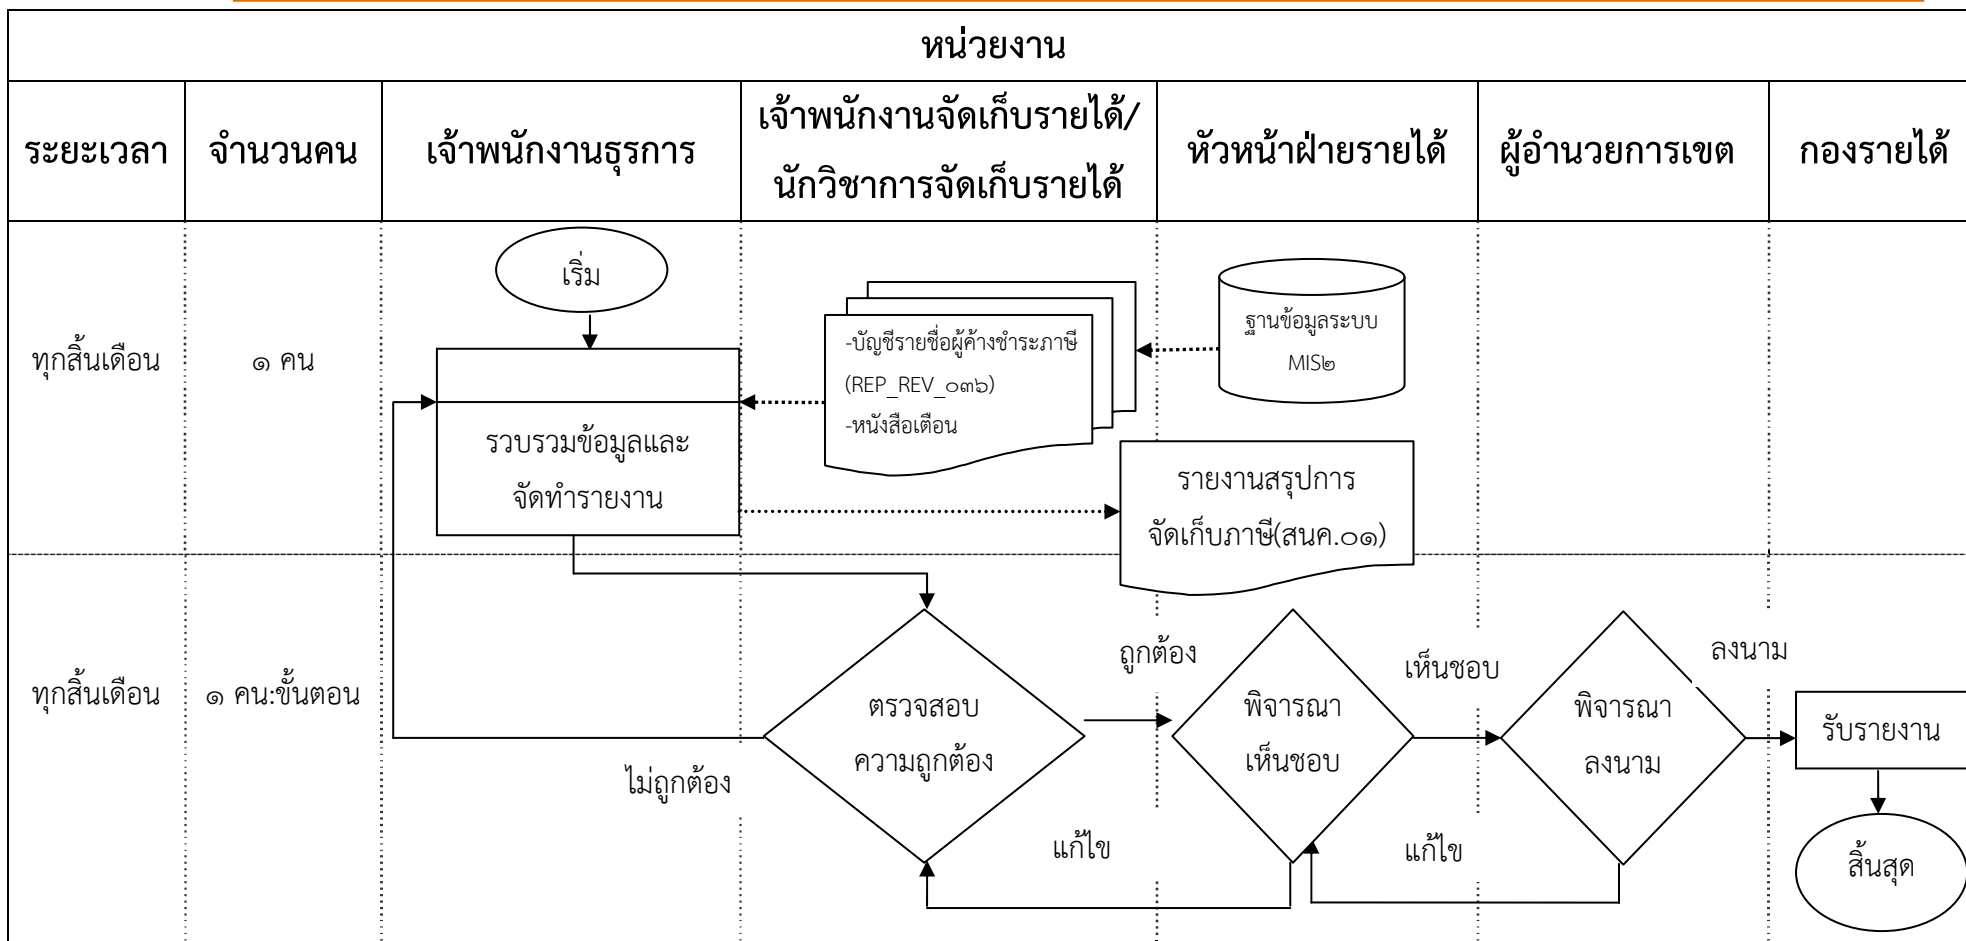 หน่วยงาน
ระยะเวลา
จำนวนคน
เจ้าพนักงานธุรการ
เจ้าพนักงานจัดเก็บรายได้/
นักวิชาการจัดเก็บรายได้
หัวหน้าฝ่ายรายได้
ผู้อำนวยการเขต
กองรายได้
ทุกสิ้นเดือน
๑ คน
เริ่ม
รวบรวมข้อมูลและ
จัดทำรายงาน
-บัญชีรายชื่อผู้ค้างชำระภาษี
(REP_REV_๐๓๖)
-หนังสือเตือน
ฐานข้อมูลระบบ
MIS๒
รายงานสรุปการ
จัดเก็บภาษี(สนค.๐๑)
ทุกสิ้นเดือน
๑ คน:ขั้นตอน
ไม่ถูกต้อง
ตรวจสอบ
ความถูกต้อง
ถูกต้อง
แก้ไข
พิจารณา
เห็นชอบ
เห็นชอบ
แก้ไข
พิจารณา
ลงนาม
ลงนาม
รับรายงาน
สิ้นสุด